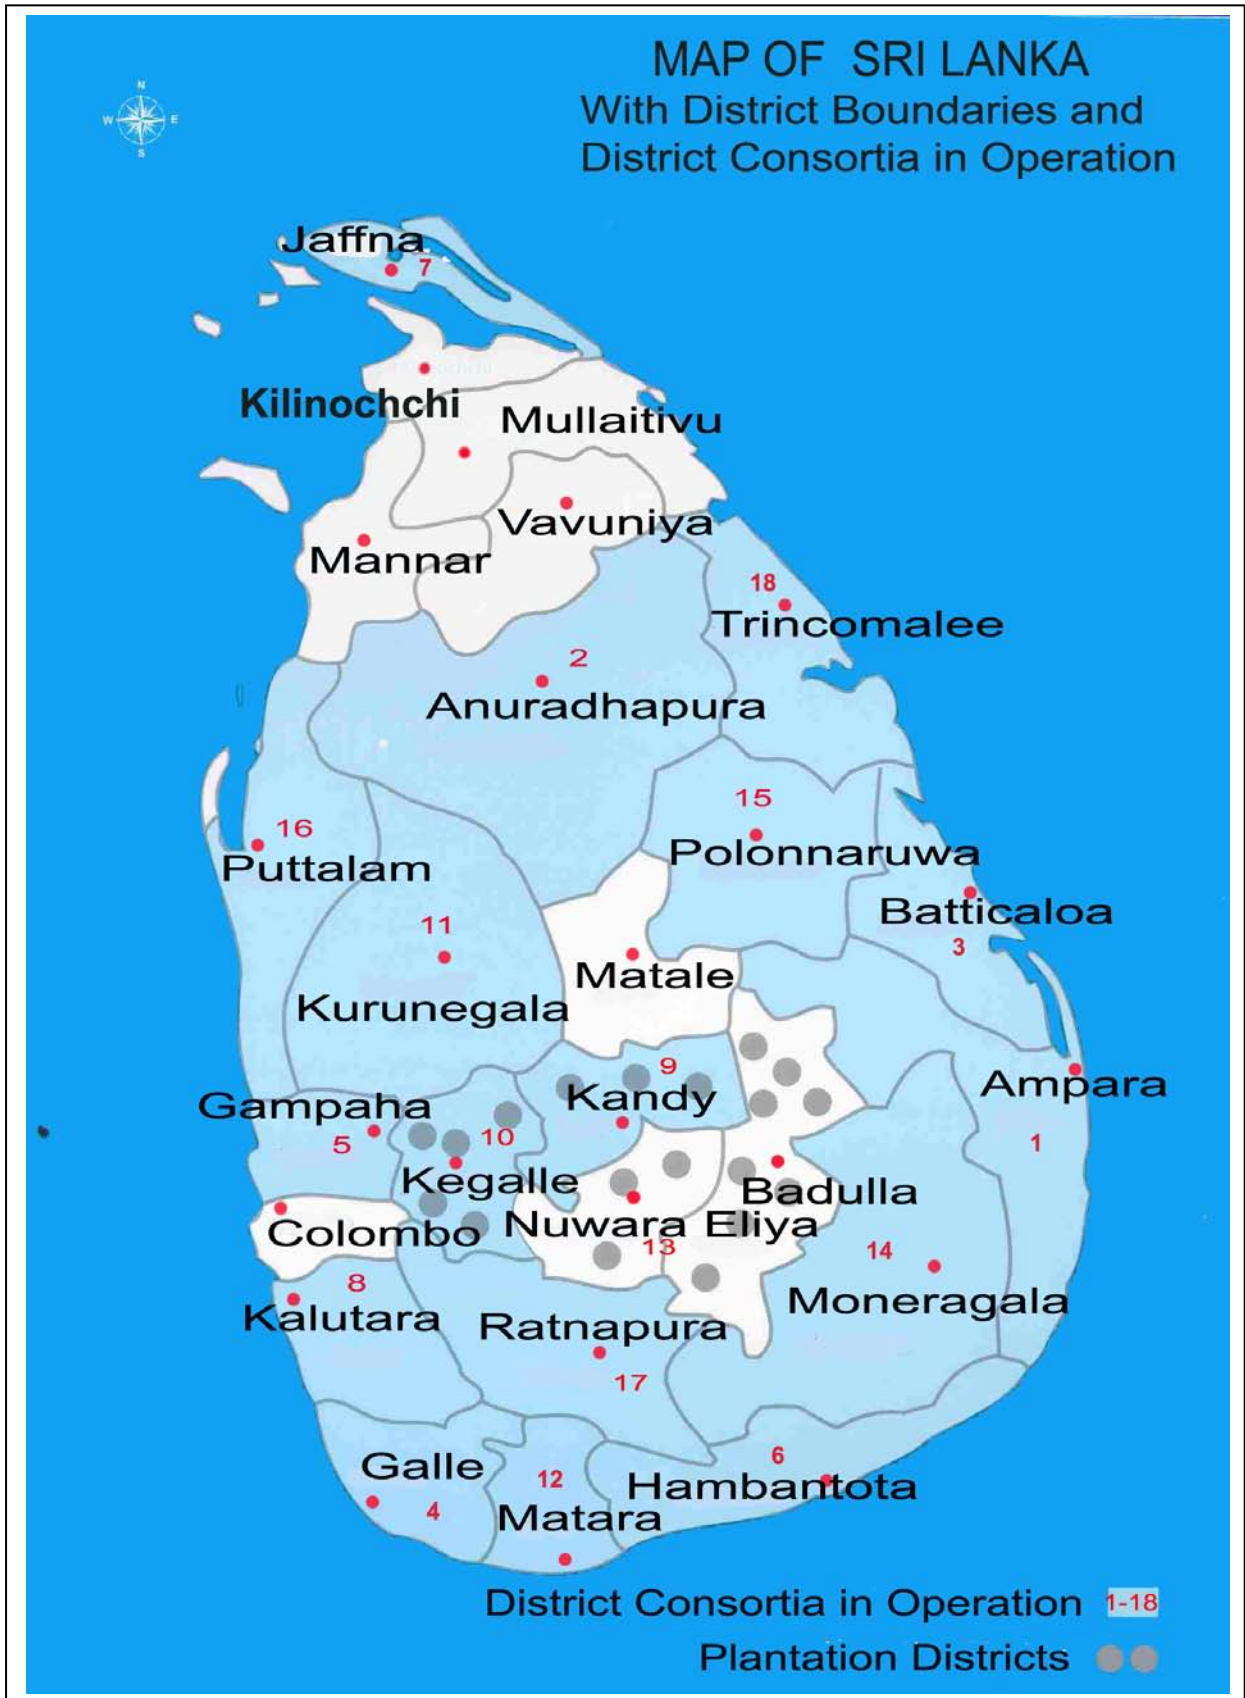 MAP OF SRI LANKA
With District Boundaries and
District Consortia in Operation
N
W E
S
Jaffna
7
Kilinochchi
Mullaitivu
Vavuniya
Mannar
18
Trincomalee
2
Anuradhapura
15
16
Polonnaruwa
Puttalam
Batticaloa
11
3
Matale
Kurunegala
9
Ampara
Kandy
Gampaha
1
5
10
Kegalle
Badulla
Colombo
Nuwara Eliya
13
14
8
Moneragala
Kalutara
Ratnapura
17
6
Galle
12
Hambantota
4
Matara
District Consortia in Operation 1-18
Plantation Districts